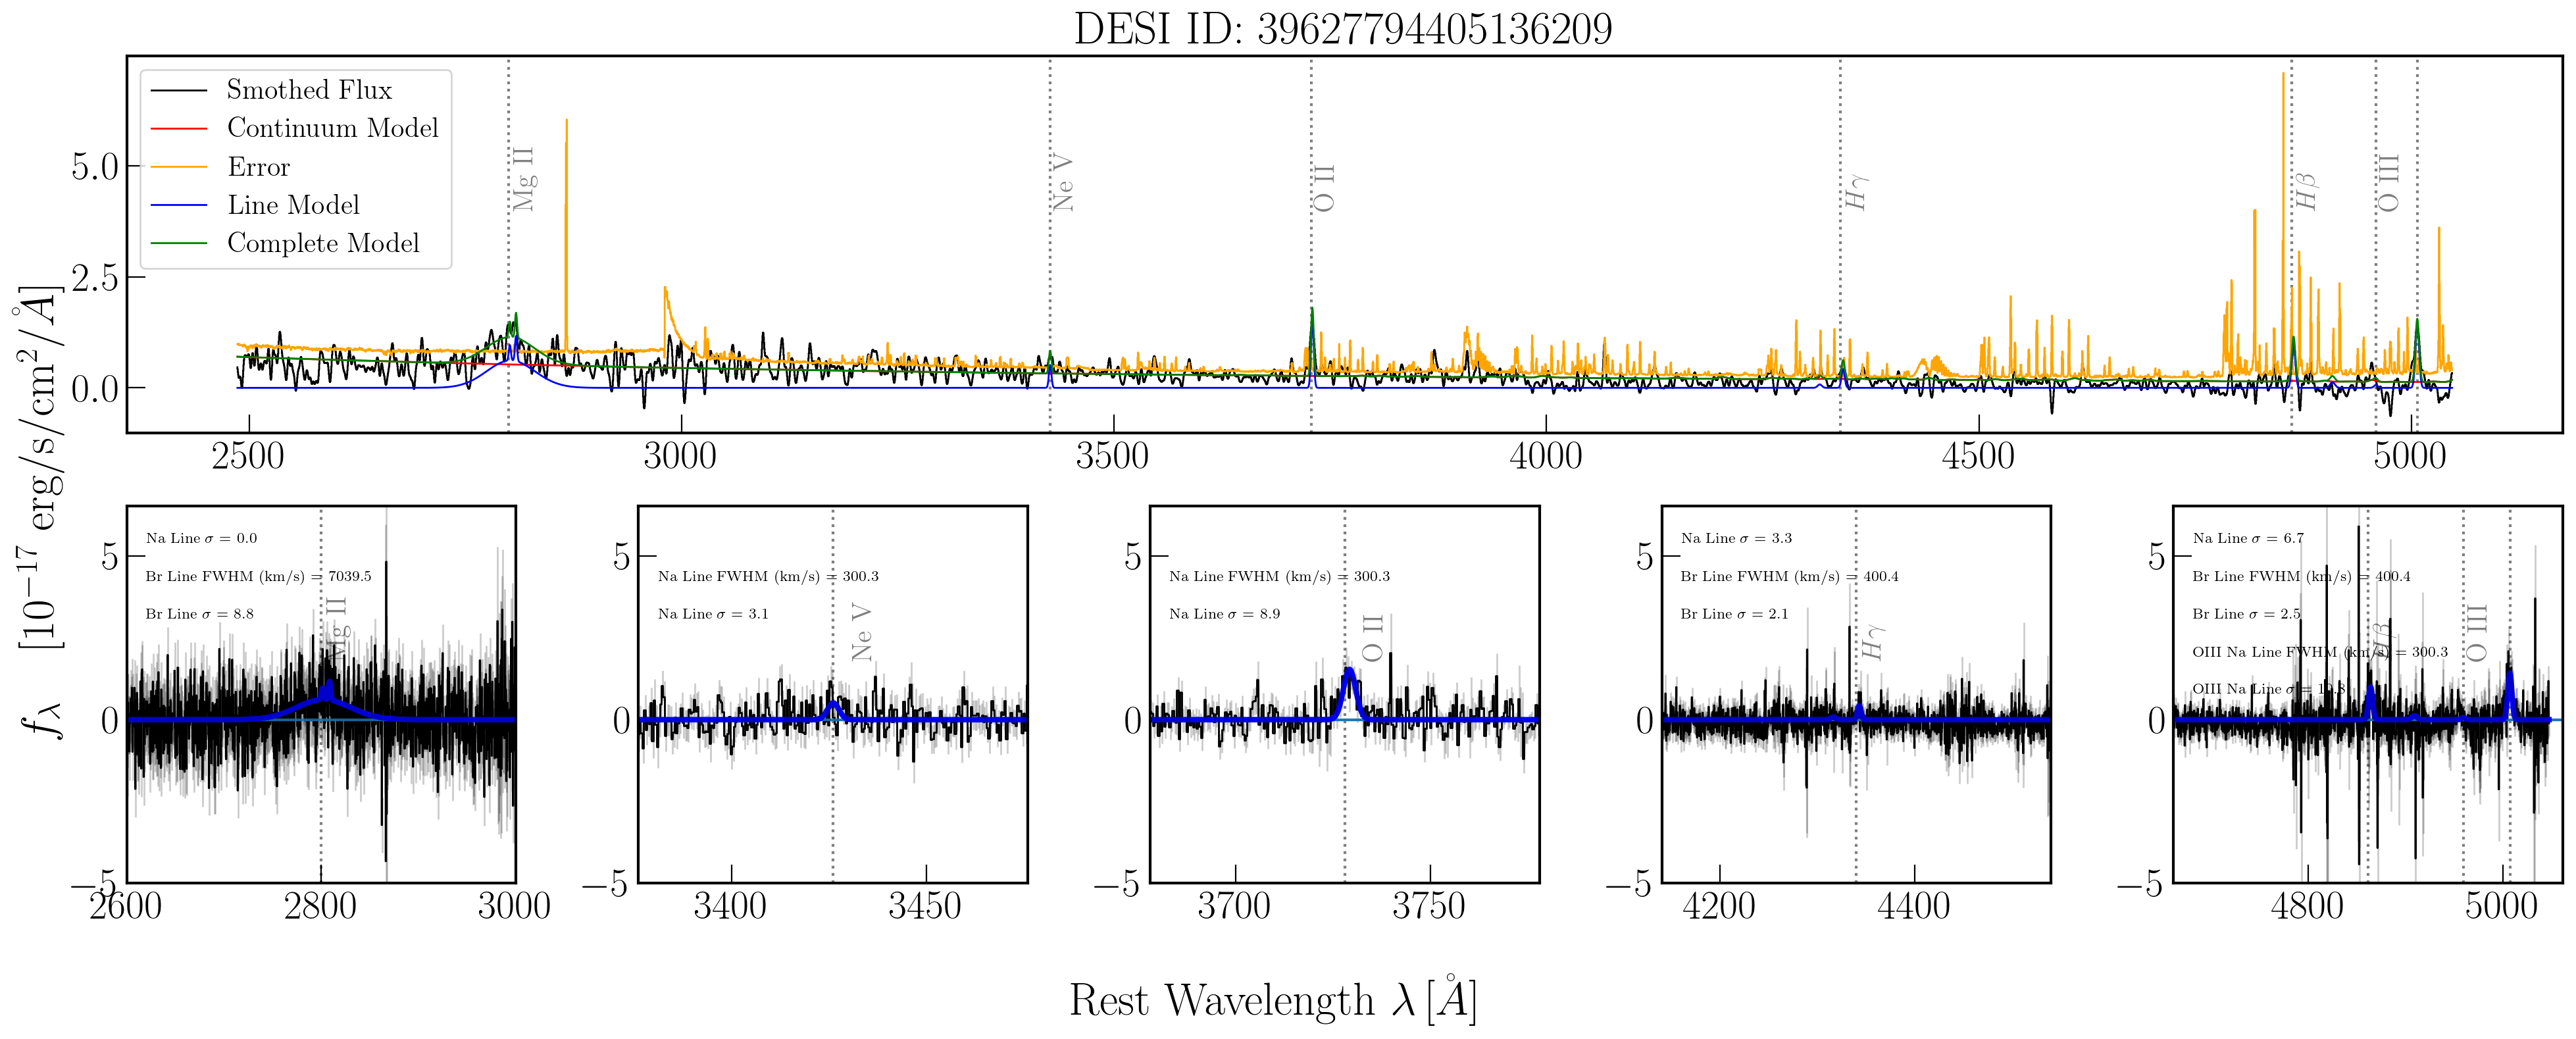 DESI ID: 39627794405136209
Smothed Flux
Continuum Model
Error
Line Model
Complete Model
Mg II
Ne V
O II
Hγ
Hβ
O III
5.0
2.5
0.0
2500
3000
3500
4000
4500
5000
fλ [10⁻¹⁷ erg/s/cm²/Å]
Na Line σ = 0.0
Br Line FWHM (km/s) = 7039.5
Br Line σ = 8.8
Mg II
5
0
−5
2600
2800
3000
Na Line FWHM (km/s) = 300.3
Na Line σ = 3.1
Ne V
5
0
−5
3400
3450
Na Line FWHM (km/s) = 300.3
Na Line σ = 8.9
O II
5
0
−5
3700
3750
Na Line σ = 3.3
Br Line FWHM (km/s) = 400.4
Br Line σ = 2.1
Hγ
5
0
−5
4200
4400
Na Line σ = 6.7
Br Line FWHM (km/s) = 400.4
Br Line σ = 2.5
OIII Na Line FWHM (km/s) = 300.3
OIII Na Line σ =
Hβ
O III
5
0
−5
4800
5000
Rest Wavelength λ [Å]